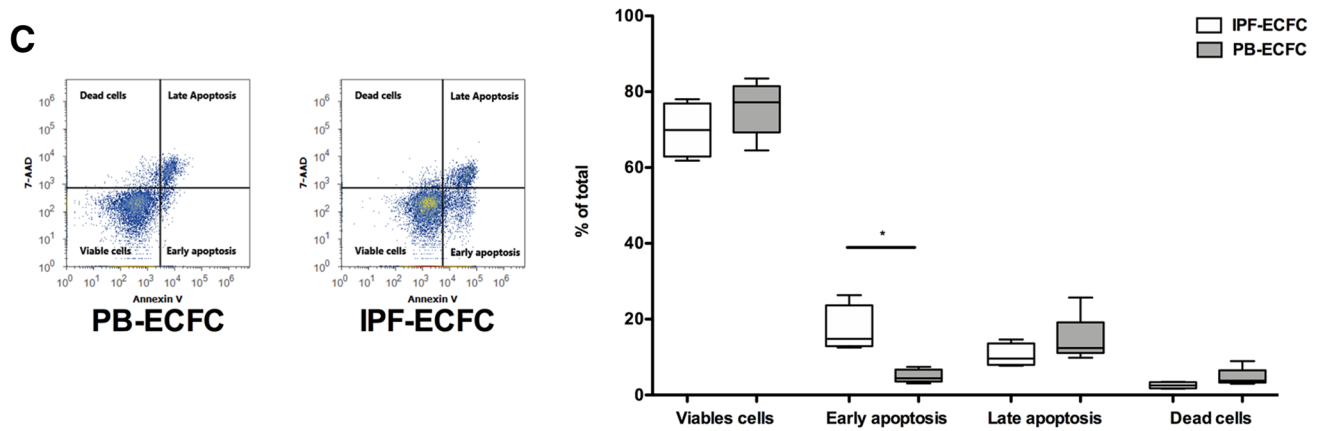 C
Dead cells
Late Apoptosis
10^6
10^5
10^4
10^3
10^2
10^1
10^0
7-AAD
Viable cells
Early apoptosis
10^0 10^1 10^2 10^3 10^4 10^5 10^6
Annexin V
PB-ECFC
Dead cells
Late Apoptosis
10^6
10^5
10^4
10^3
10^2
10^1
10^0
7-AAD
Viable cells
Early apoptosis
10^0 10^1 10^2 10^3 10^4 10^5 10^6
Annexin V
IPF-ECFC
100
80
60
40
20
0
% of total
IPF-ECFC
PB-ECFC
*
Viables cells
Early apoptosis
Late apoptosis
Dead cells